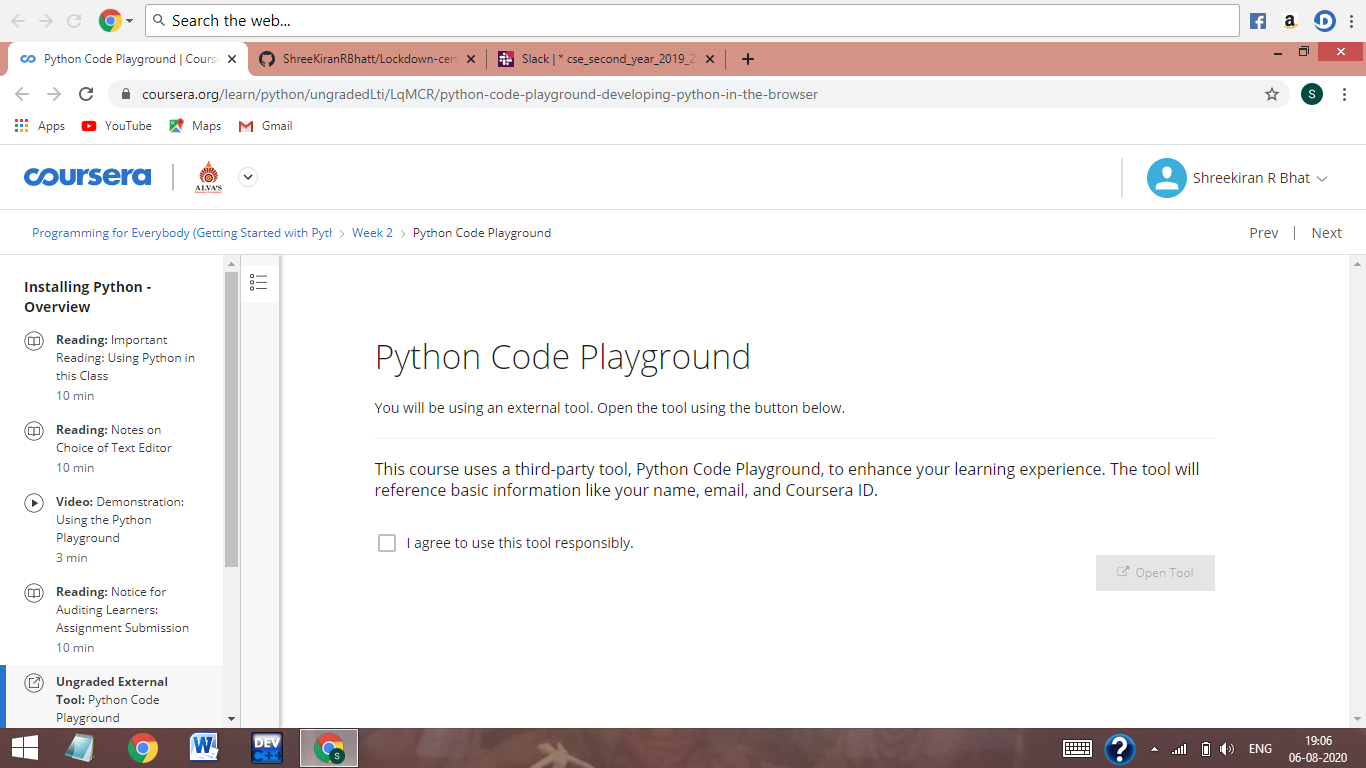 Search the web...
Python Code Playground | Cours
ShreeKiranRBhatt/Lockdown-cer
Slack | * cse_second_year_2019_2
coursera.org/learn/python/ungradedLti/LqMCR/python-code-playground-developing-python-in-the-browser
S
Apps
YouTube
Maps
Gmail
coursera
ALVA'S
Shreekiran R Bhat
Programming for Everybody (Getting Started with Pyth
Week 2
Python Code Playground
Prev | Next
Installing Python -
Overview
Reading: Important
Reading: Using Python in
this Class
10 min
Reading: Notes on
Choice of Text Editor
10 min
Video: Demonstration:
Using the Python
Playground
3 min
Reading: Notice for
Auditing Learners:
Assignment Submission
10 min
Ungraded External
Tool: Python Code
Playground
Python Code Playground
You will be using an external tool. Open the tool using the button below.
This course uses a third-party tool, Python Code Playground, to enhance your learning experience. The tool will
reference basic information like your name, email, and Coursera ID.
I agree to use this tool responsibly.
Open Tool
DEV
C++
S
ENG
19:06
06-08-2020